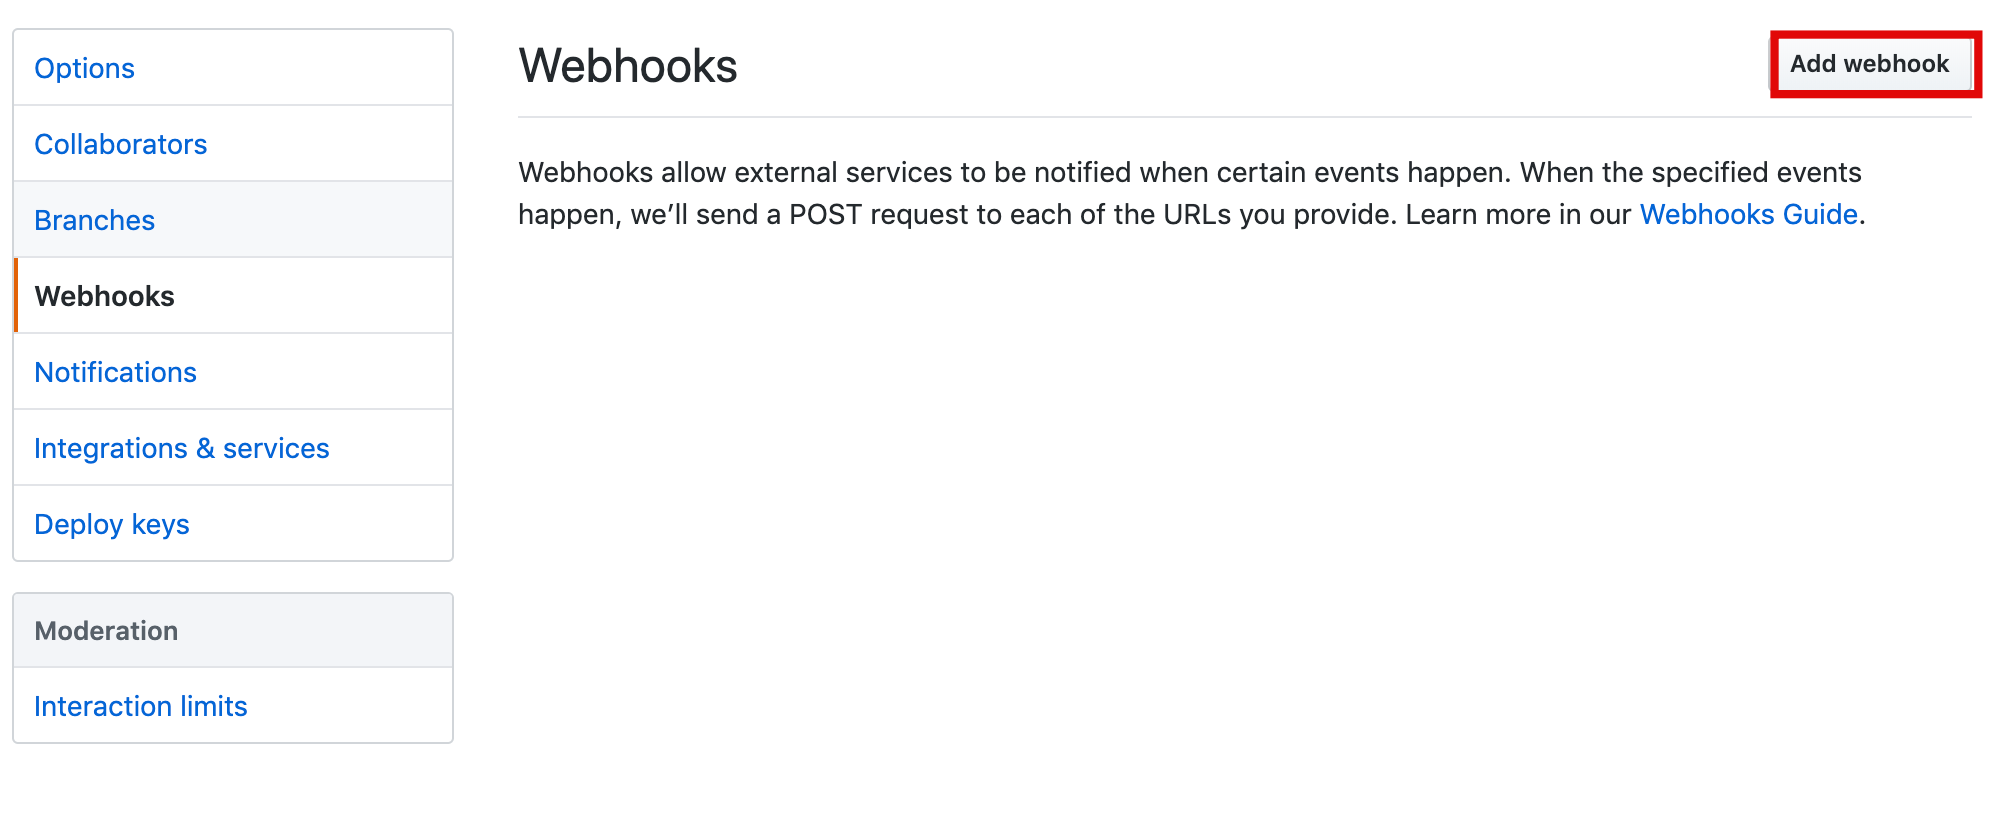 Options
Collaborators
Branches
Webhooks
Notifications
Integrations & services
Deploy keys
Moderation
Interaction limits
Webhooks
Add webhook
Webhooks allow external services to be notified when certain events happen. When the specified events
happen, we’ll send a POST request to each of the URLs you provide. Learn more in our Webhooks Guide.